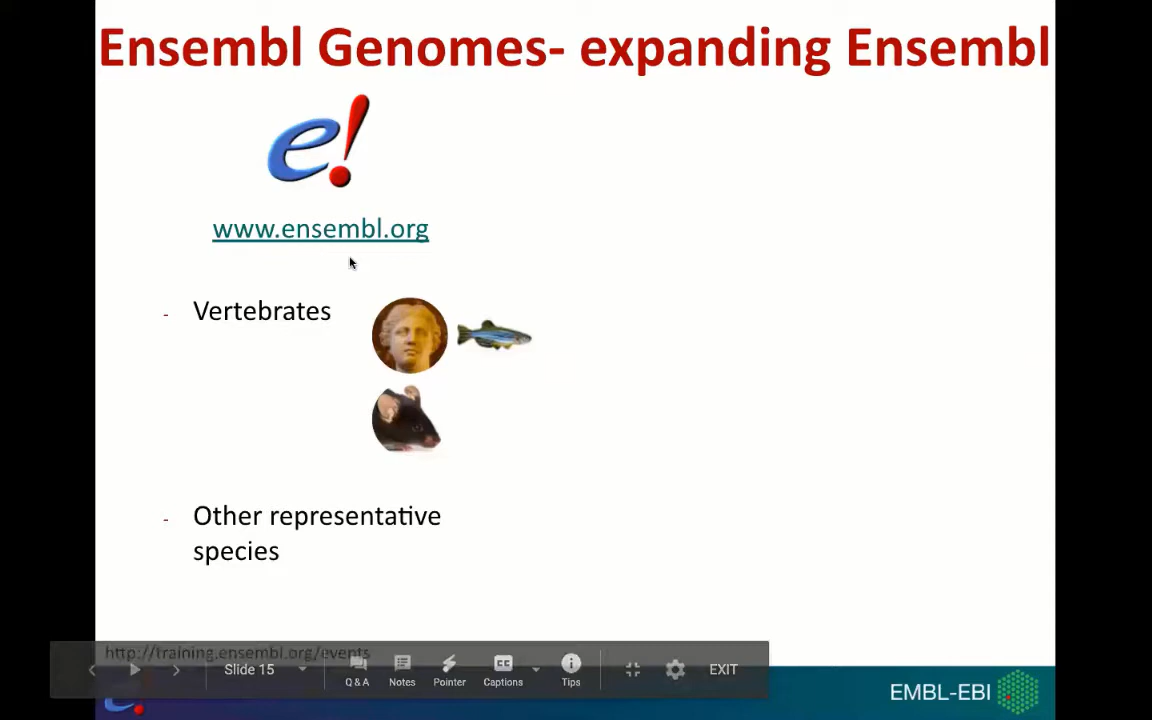 Ensembl Genomes- expanding Ensembl
e!
www.ensembl.org
- Vertebrates
- Other representative
species
http://training.ensembl.org/events
Slide 15
Q & A
Notes
Pointer
CC
Captions
Tips
EXIT
e!
EMBL-EBI